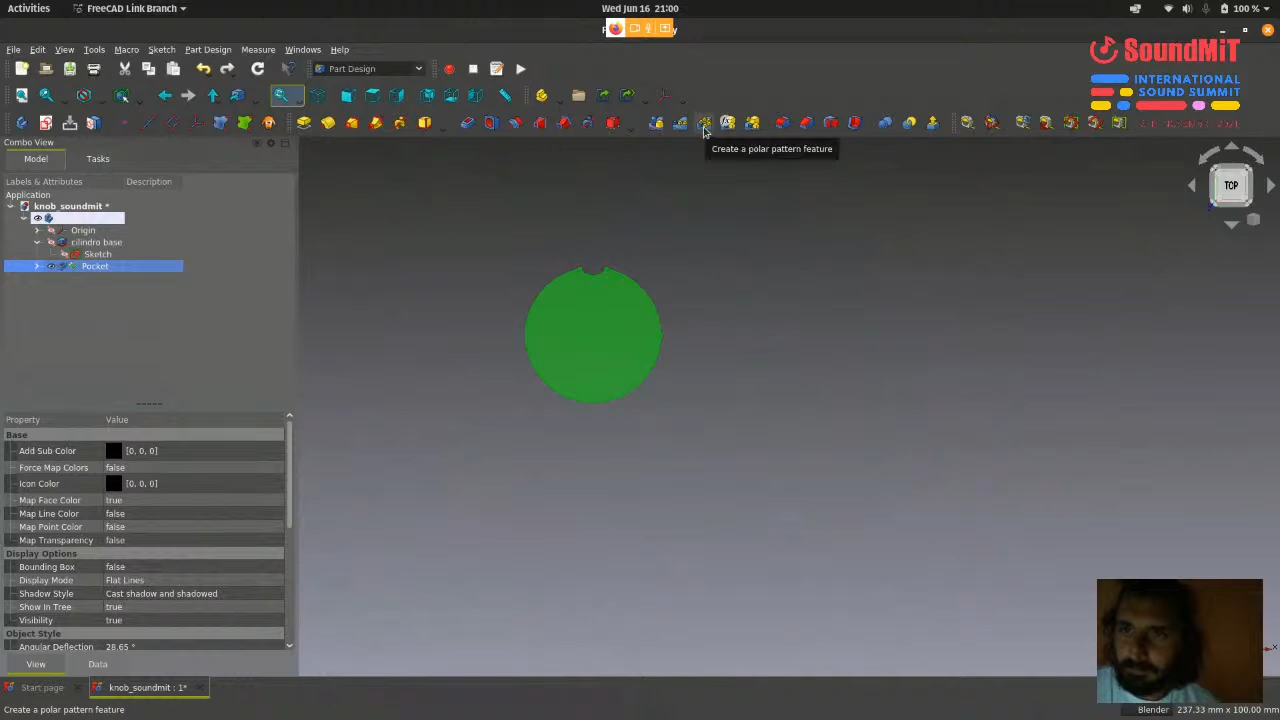 Activities
FreeCAD Link Branch
Wed Jun 16 21:00
100 %
File Edit View Tools Macro Sketch Part Design Measure Windows Help
SoundMiT
INTERNATIONAL
SOUND SUMMIT
Part Design
Create a polar pattern feature
Combo View
Model Tasks
Labels & Attributes Description
Application
knob_soundmit *
Origin
cilindro base
Sketch
Pocket
TOP
Property Value
Base
Add Sub Color [0, 0, 0]
Force Map Colors false
Icon Color [0, 0, 0]
Map Face Color true
Map Line Color false
Map Point Color false
Map Transparency false
Display Options
Bounding Box false
Display Mode Flat Lines
Shadow Style Cast shadow and shadowed
Show In Tree true
Visibility true
Object Style
Angular Deflection 28.65 °
View Data
Start page
knob_soundmit : 1*
Create a polar pattern feature
Blender 237.33 mm x 100.00 mm